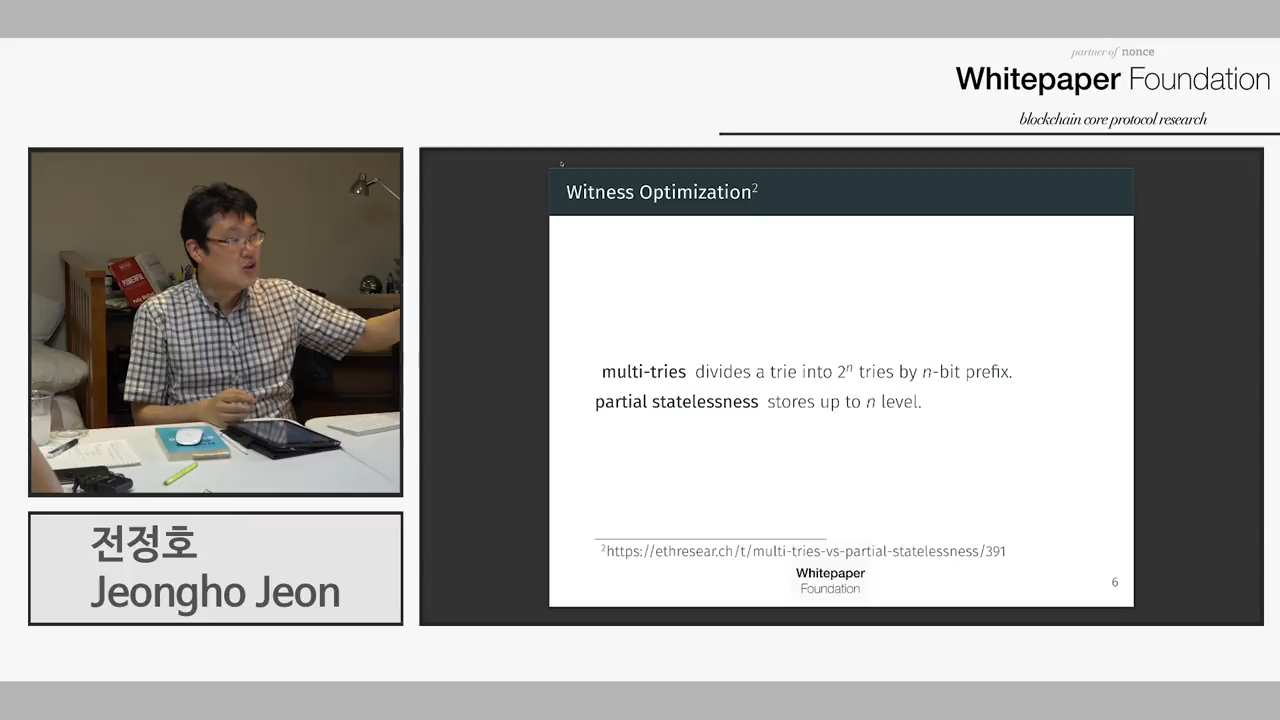 partner of nonce
Whitepaper Foundation
blockchain core protocol research
Witness Optimization²
multi-tries divides a trie into 2ⁿ tries by n-bit prefix.
partial statelessness stores up to n level.
²https://ethresear.ch/t/multi-tries-vs-partial-statelessness/391
Whitepaper
Foundation
6
POWERFUL
전정호
Jeongho Jeon